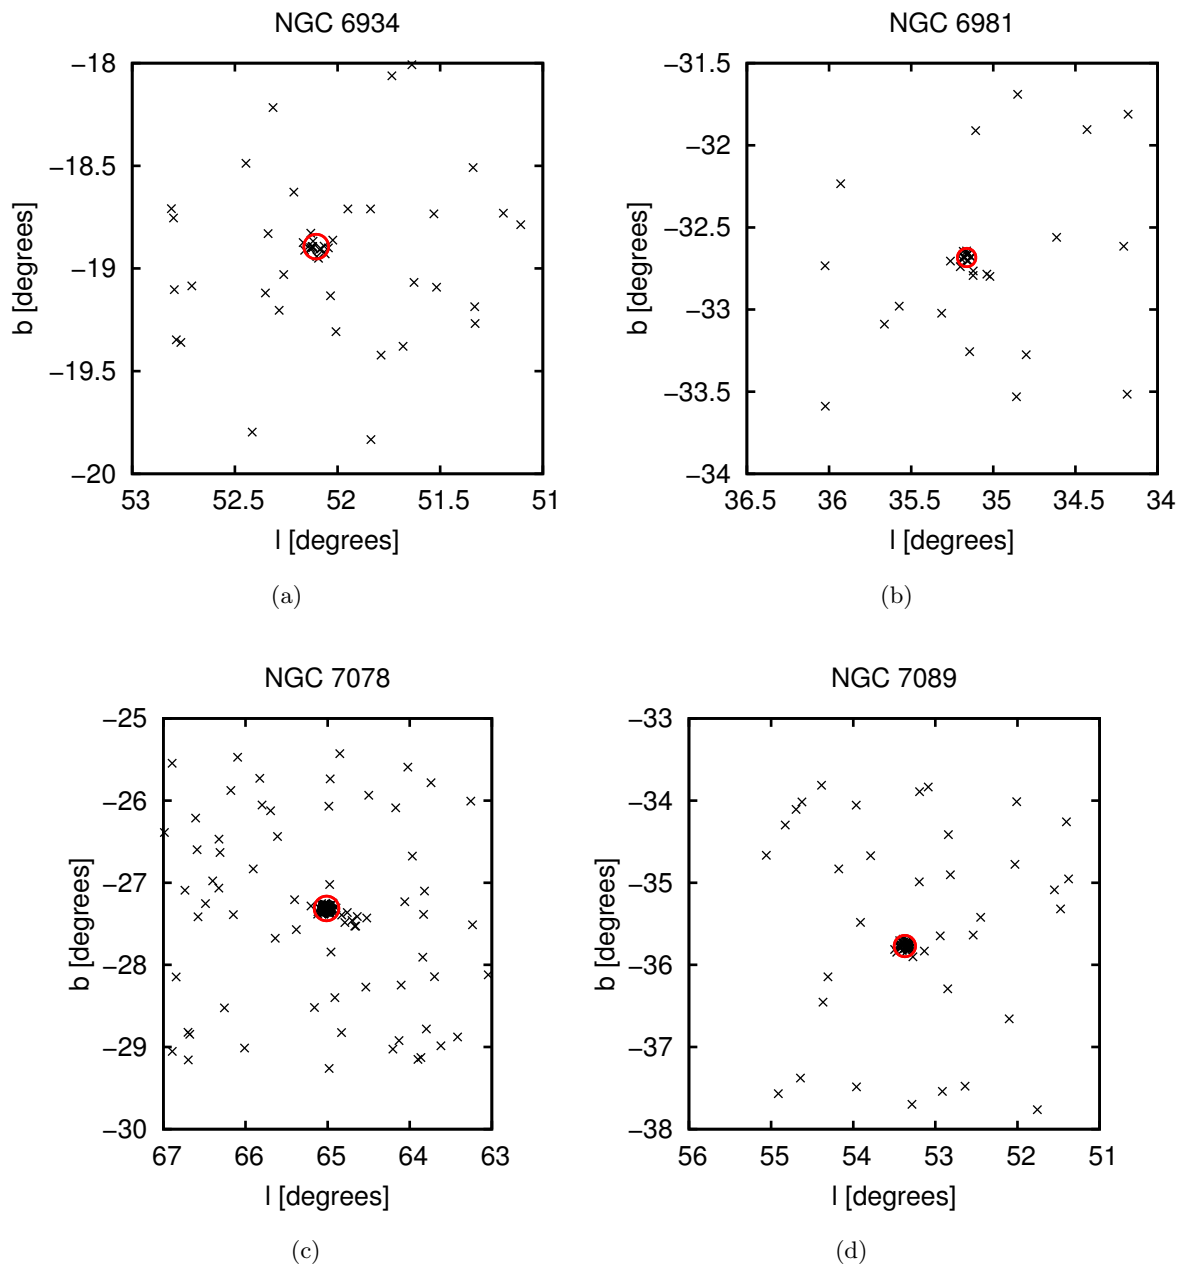 NGC 6934
NGC 6981
−18
−18.5
−19
−19.5
−20
b [degrees]
53 52.5 52 51.5 51
l [degrees]
(a)
−31.5
−32
−32.5
−33
−33.5
−34
b [degrees]
36.5 36 35.5 35 34.5 34
l [degrees]
(b)
NGC 7078
NGC 7089
−25
−26
−27
−28
−29
−30
b [degrees]
67 66 65 64 63
l [degrees]
(c)
−33
−34
−35
−36
−37
−38
b [degrees]
56 55 54 53 52 51
l [degrees]
(d)